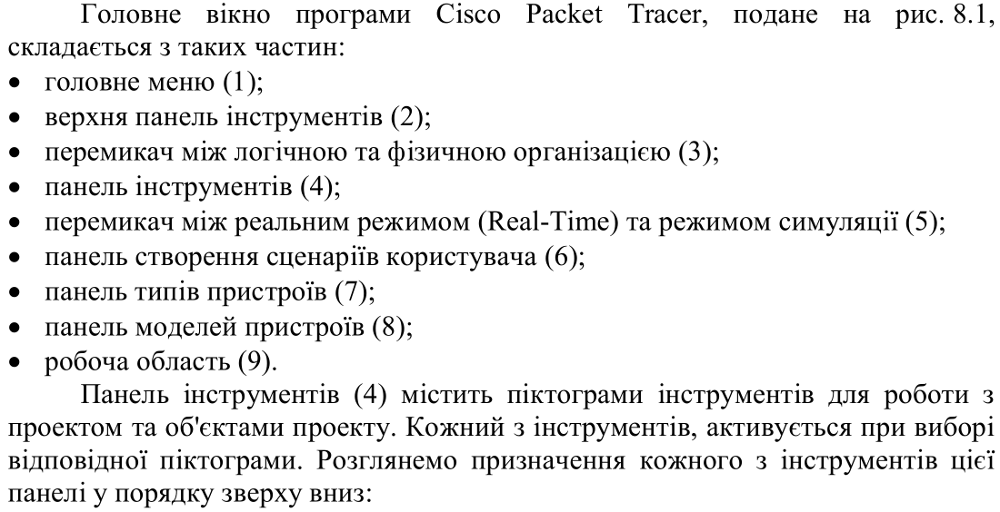 Головне вікно програми Cisco Packet Tracer, подане на рис. 8.1,
складається з таких частин:
• головне меню (1);
• верхня панель інструментів (2);
• перемикач між логічною та фізичною організацією (3);
• панель інструментів (4);
• перемикач між реальним режимом (Real-Time) та режимом симуляції (5);
• панель створення сценаріїв користувача (6);
• панель типів пристроїв (7);
• панель моделей пристроїв (8);
• робоча область (9).
Панель інструментів (4) містить піктограми інструментів для роботи з
проектом та об'єктами проекту. Кожний з інструментів, активується при виборі
відповідної піктограми. Розглянемо призначення кожного з інструментів цієї
панелі у порядку зверху вниз: